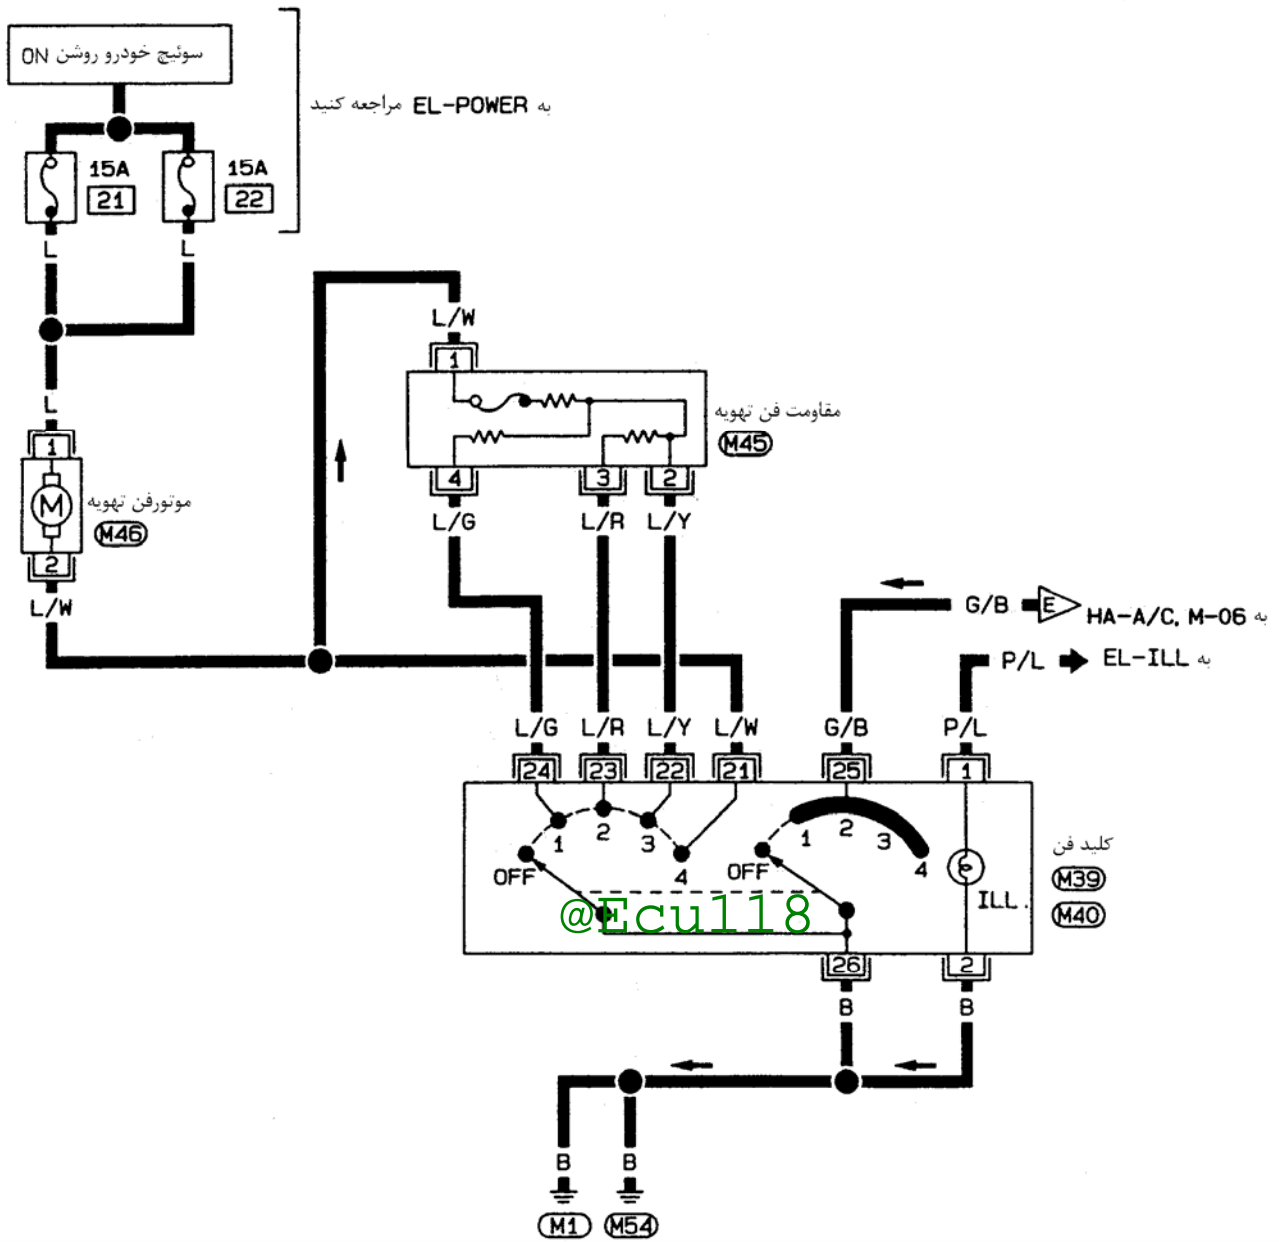 سوئیچ خودرو روشن ON
به EL-POWER مراجعه کنید
15A
21
15A
22
L
L
L/W
1
مقاومت فن تهویه
M45
L
1
M
موتورفن تهویه
M46
2
L/W
4
3
2
L/G
L/R
L/Y
G/B
E
به HA-A/C, M-06
P/L
به EL-ILL
L/G
L/R
L/Y
L/W
G/B
P/L
24
23
22
21
25
1
OFF
1
2
3
4
OFF
1
2
3
4
ILL.
کلید فن
M39
M40
@Ecu118
26
2
B
B
B
B
M1
M54